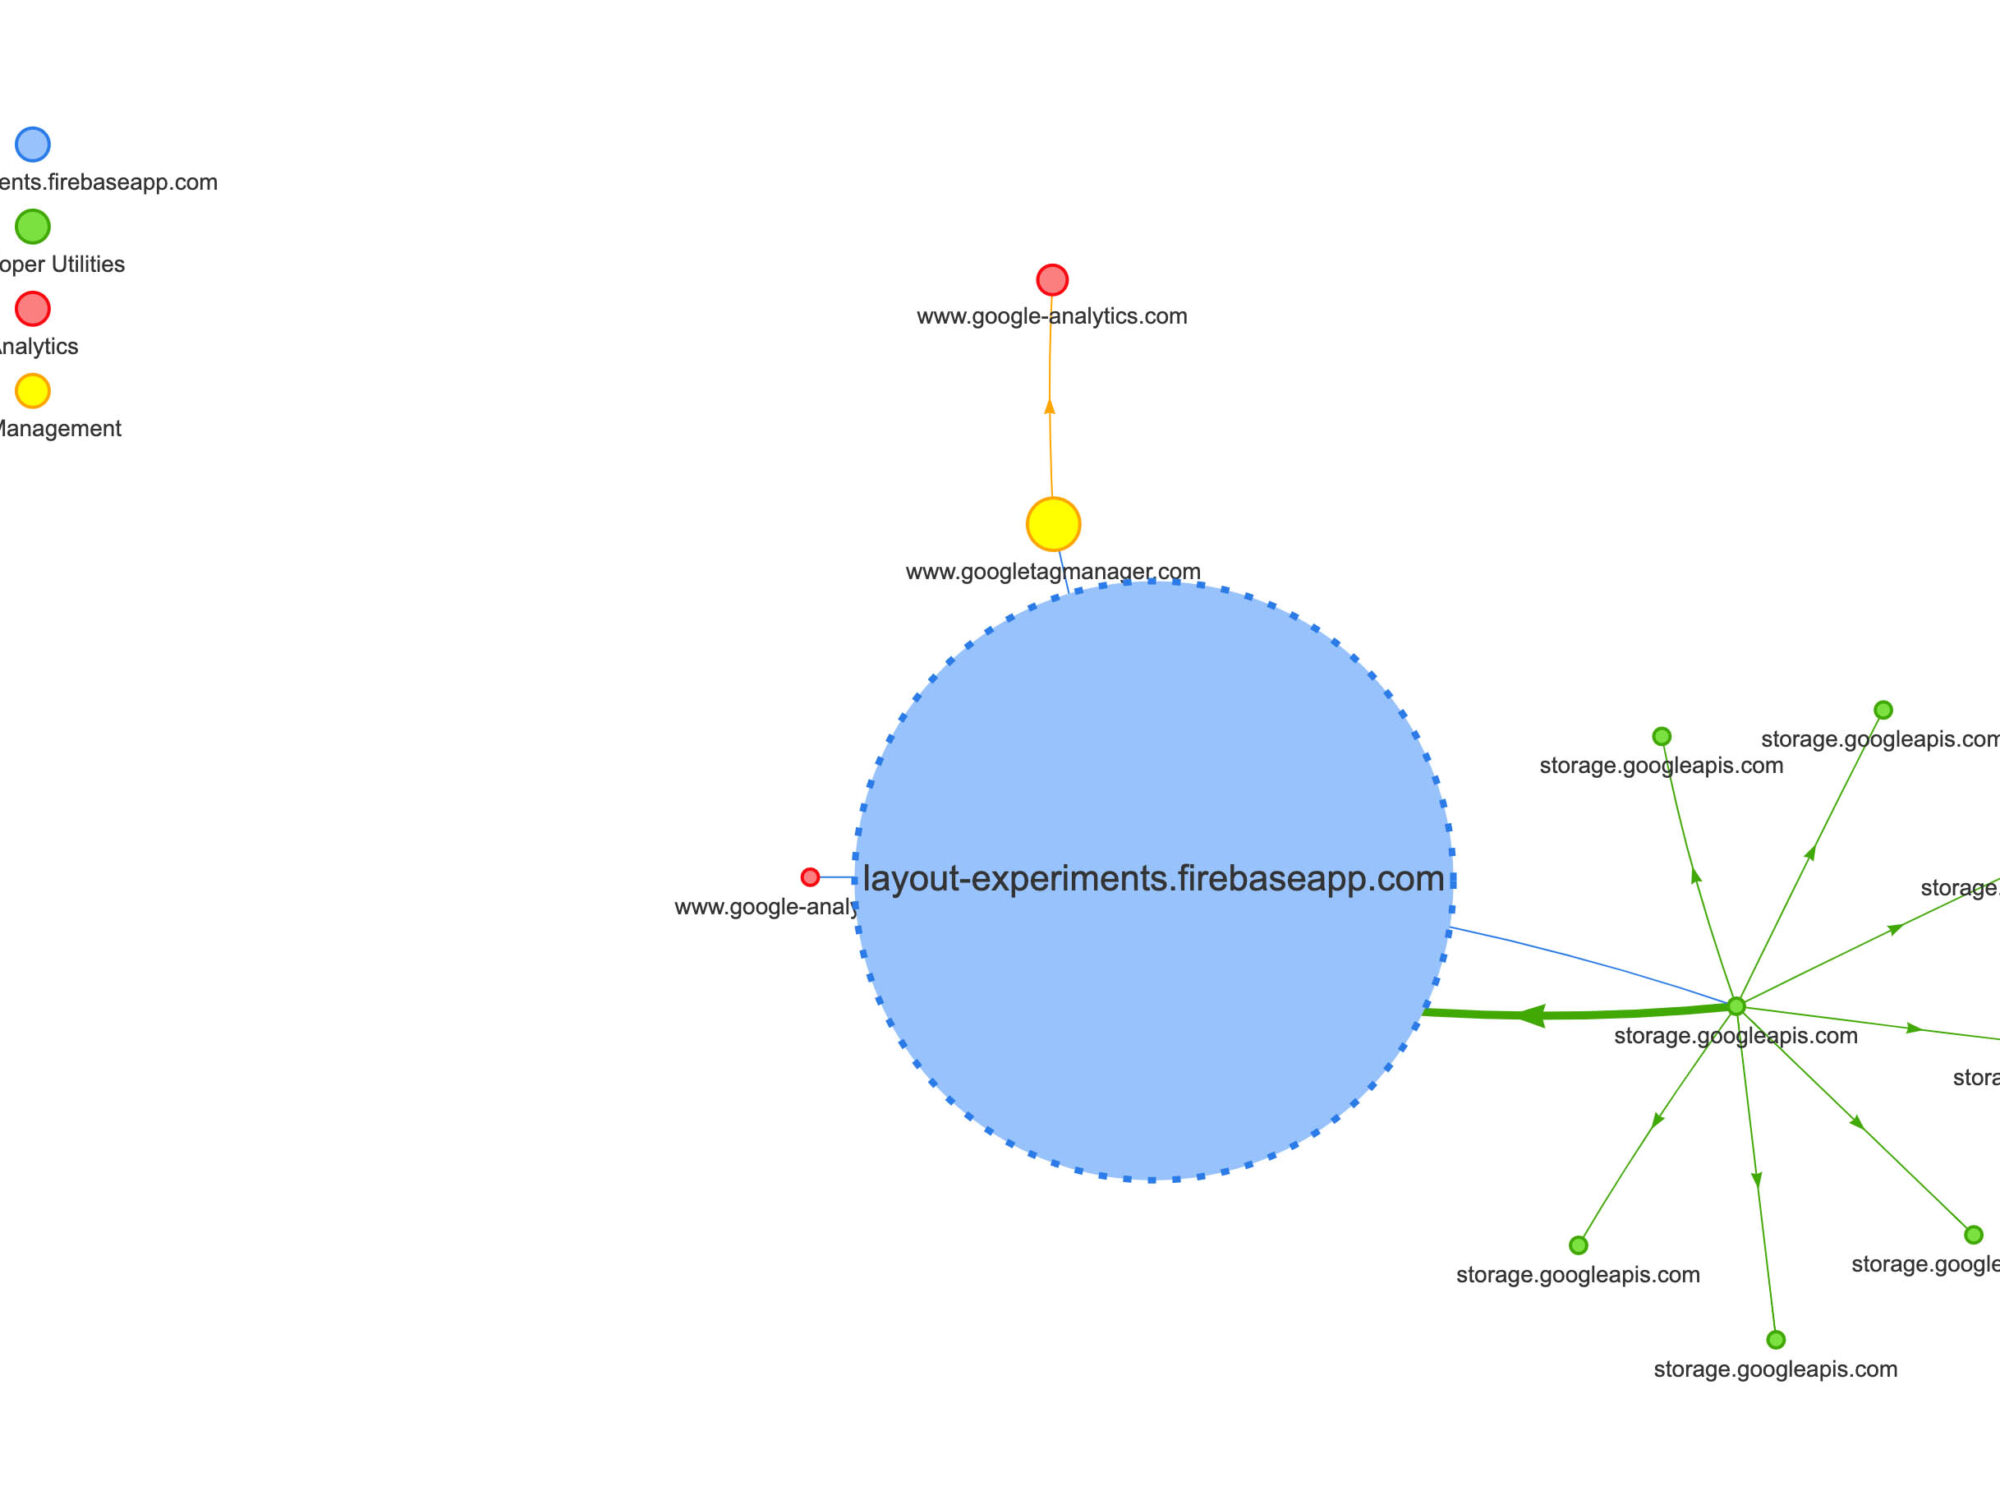 ents.firebaseapp.com
oper Utilities
nalytics
Management
www.google-analytics.com
www.googletagmanager.com
layout-experiments.firebaseapp.com
www.google-analy
storage.googleapis.com
storage.googleapis.com
storage.
storage.googleapis.com
stora
storage.googleapis.com
storage.google
storage.googleapis.com